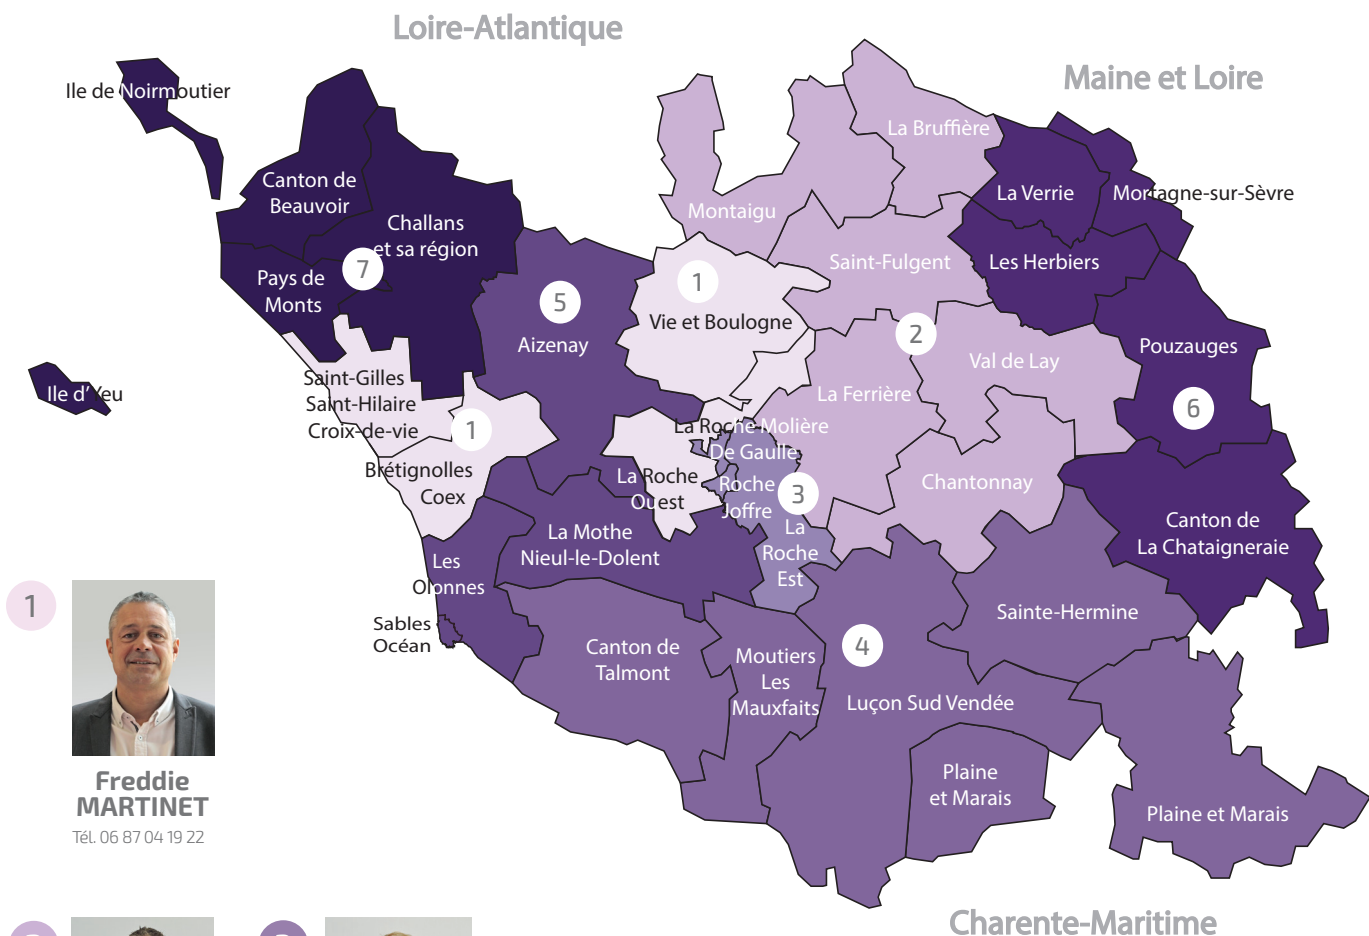 Loire-Atlantique
Maine et Loire
Ile de Noirmoutier
La Bruffière
Canton de
Beauvoir
La Verrie
Mortagne-sur-Sèvre
Montaigu
Challans
et sa région
Saint-Fulgent
Les Herbiers
7
Pays de
Monts
1
5
Vie et Boulogne
2
Aizenay
Val de Lay
Pouzauges
Saint-Gilles
Saint-Hilaire
Croix-de-vie
Ile d'Yeu
La Ferrière
6
1
La Roche Molière
De Gaulle
Brétignolles
Coex
La Roche
Ouest
Roche
Joffre
3
Chantonnay
La Mothe
Nieul-le-Dolent
La
Roche
Est
Canton de
La Chataigneraie
Les
Olonnes
Sables
Océan
Sainte-Hermine
Canton de
Talmont
Moutiers
Les
Mauxfaits
4
Luçon Sud Vendée
Plaine
et Marais
Plaine et Marais
Charente-Maritime
1
Freddie
MARTINET
Tél. 06 87 04 19 22